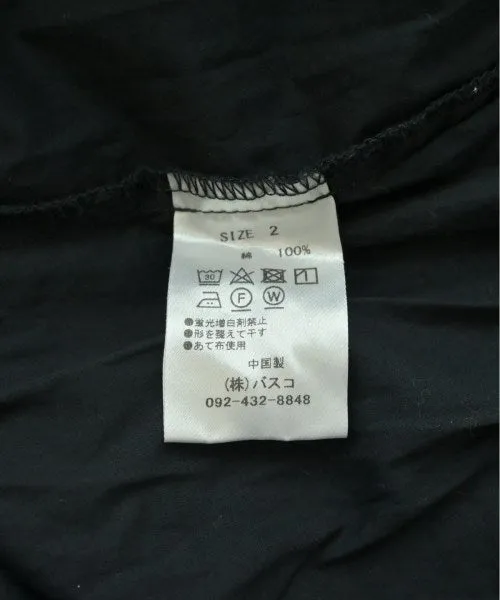 SIZE 2
綿 100%
30
F W
●蛍光増白剤禁止
●形を整えて干す
●あて布使用
中国製
(株)パスコ
092-432-8848